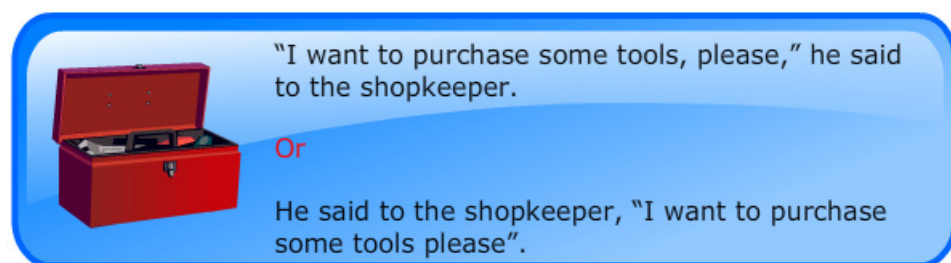 “I want to purchase some tools, please,” he said
to the shopkeeper.
Or
He said to the shopkeeper, “I want to purchase
some tools please”.